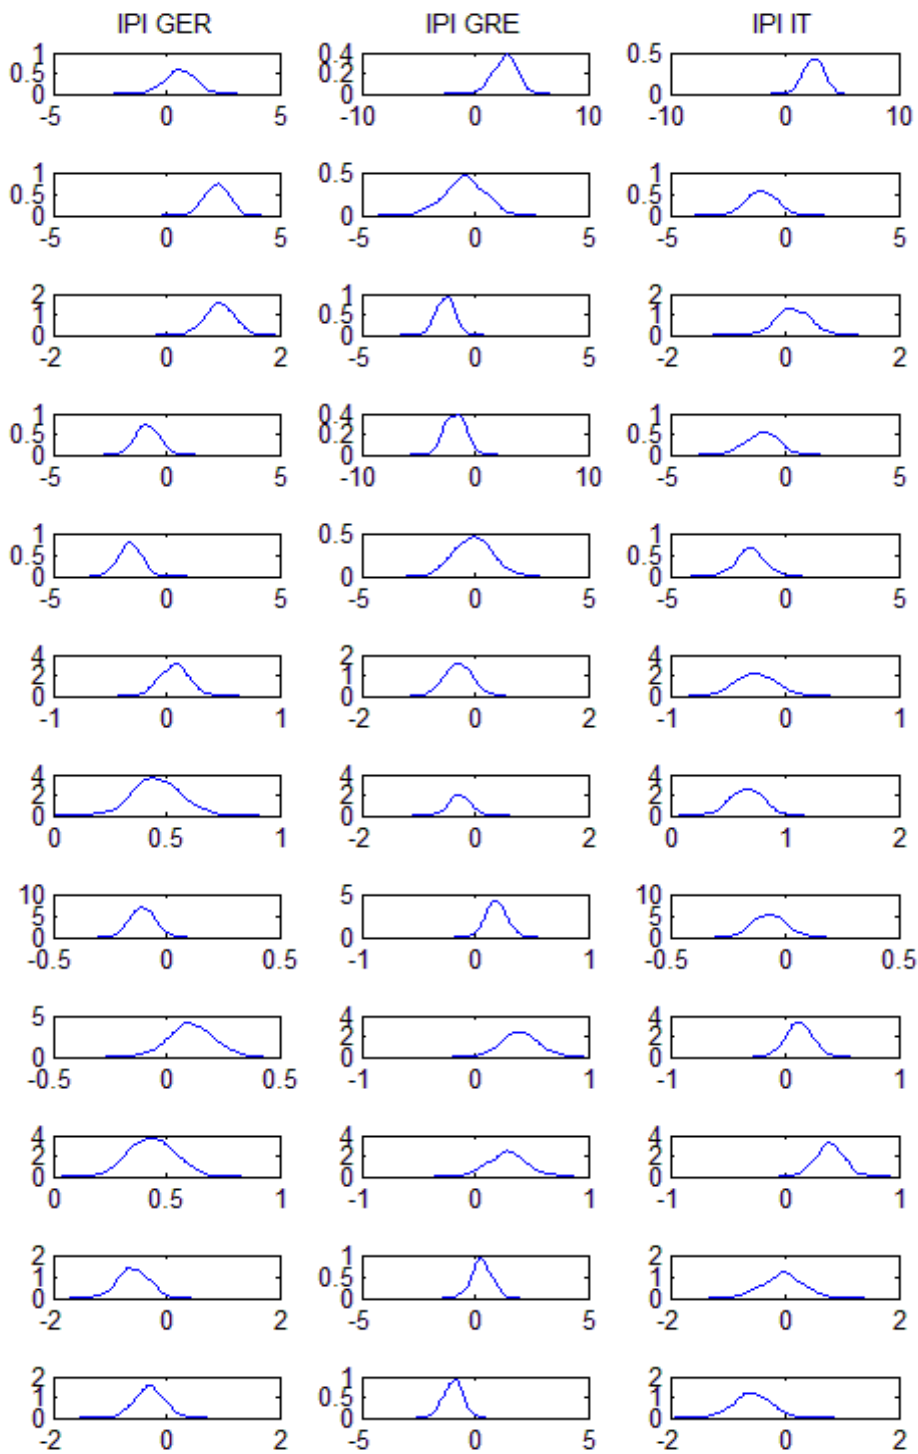 IPI GER IPI GRE IPI IT
1 0.4 0.5
0.5 0.2
0 0 0
-5 0 5 -10 0 10 -10 0 10
1 0.5 1
0.5 0.5
0 0 0
-5 0 5 -5 0 5 -5 0 5
2 1 2
1 0.5 1
0 0 0
-2 0 2 -5 0 5 -2 0 2
1 0.4 1
0.5 0.2 0.5
0 0 0
-5 0 5 -10 0 10 -5 0 5
1 0.5 1
0.5 0.5
0 0 0
-5 0 5 -5 0 5 -5 0 5
4 2 4
2 1 2
0 0 0
-1 0 1 -2 0 2 -1 0 1
4 4 4
2 2 2
0 0 0
0 0.5 1 -2 0 2 0 1 2
10 5 10
5 5
0 0 0
-0.5 0 0.5 -1 0 1 -0.5 0 0.5
5 4 4
2 2
0 0 0
-0.5 0 0.5 -1 0 1 -1 0 1
4 4 4
2 2 2
0 0 0
0 0.5 1 -1 0 1 -1 0 1
2 1 2
1 0.5 1
0 0 0
-2 0 2 -5 0 5 -2 0 2
2 1 2
1 0.5 1
0 0 0
-2 0 2 -5 0 5 -2 0 2